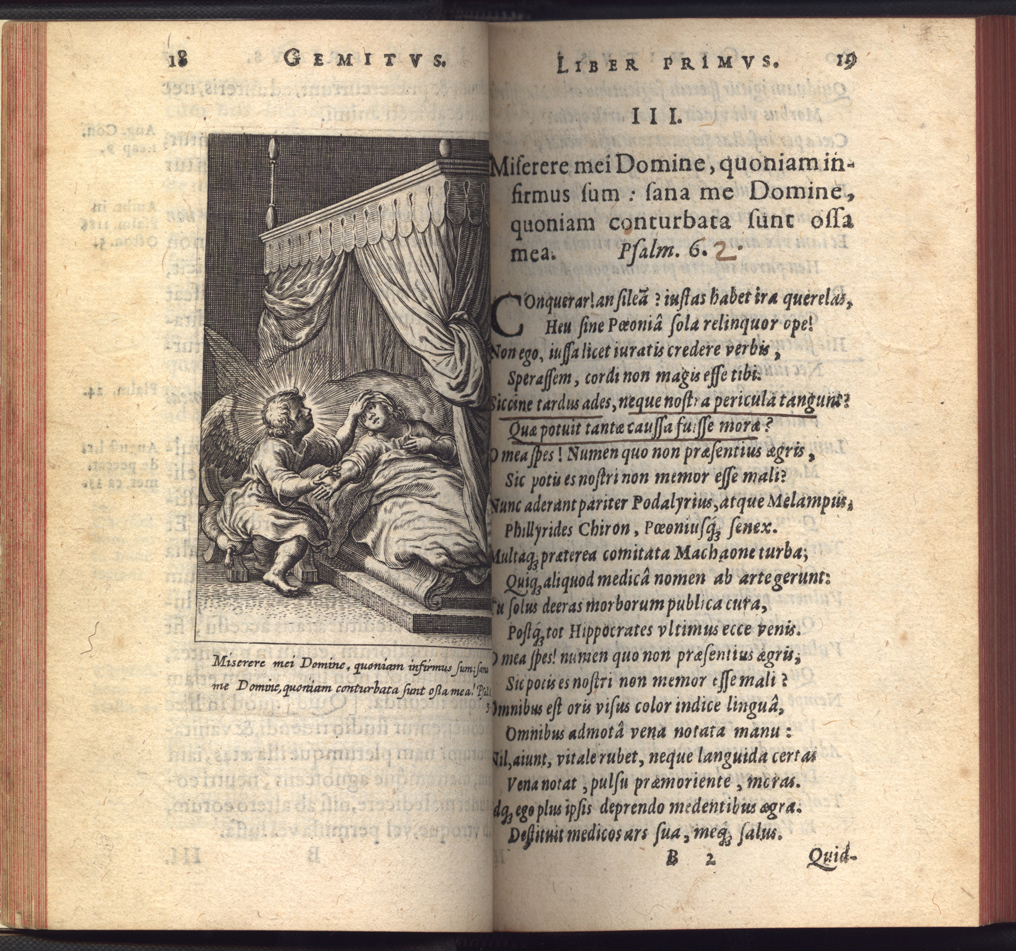 18 GEMITVS.
Miserere mei Domine, quoniam infirmus sum; sana
me Domine, quoniam conturbata sunt ossa mea!
LIBER PRIMVS. 19
III.
Miſerere mei Domine, quoniam in-
firmus ſum : ſana me Domine,
quoniam conturbata ſunt oſſa
mea. Pſalm. 6. 2.
COnquerar! an ſileã ? iuſtas habet ira querelas,
Heu ſine Pæoniâ ſola relinquor ope!
Non ego, iuſſa licet iuratis credere verbis,
Speraſſem, cordi non magis eſſe tibi.
Siccine tardus ades, neque noſtra pericula tangunt?
Quæ potuit tantæ cauſſa fuiſſe moræ?
O mea ſpes! Numen quo non præſentius ægris,
Sic potis es noſtri non memor eſſe mali?
Nunc aderant pariter Podalyrius, atque Melampus,
Phillyrides Chiron, Pæoniuſq; ſenex.
Multaq; præterea comitata Machaone turba;
Quiq; aliquod medicâ nomen ab arte gerunt:
Tu ſolus deeras morborum publica cura,
Poſtq; tot Hippocrates vltimus ecce venis.
O mea ſpes! numen quo non præſentius ægris,
Sic potis es noſtri non memor eſſe mali?
Omnibus eſt oris viſus color indice linguâ,
Omnibus admotâ vena notata manu:
Nil, aiunt, vitale rubet, neque languida certas
Vena notat, pulſu præmoriente, moras.
Idq; ego plus ipſis deprendo medentibus ægra:
Deſtituit medicos ars ſua, meq; ſalus.
B 2 Quid-